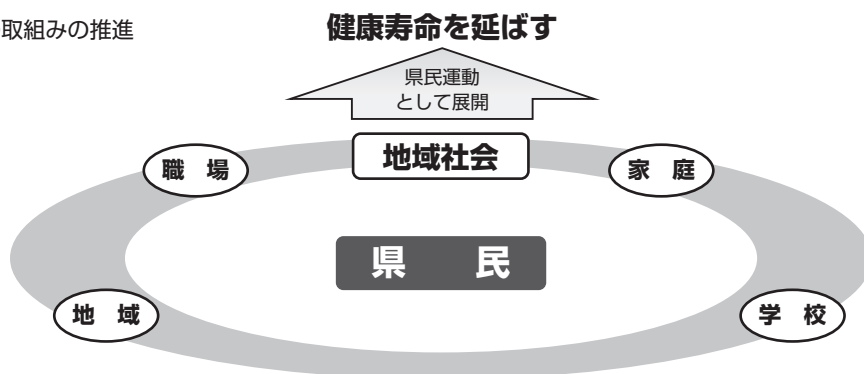 取組みの推進
健康寿命を延ばす
県民運動
として展開
地域社会
職 場
家 庭
県 民
地 域
学 校